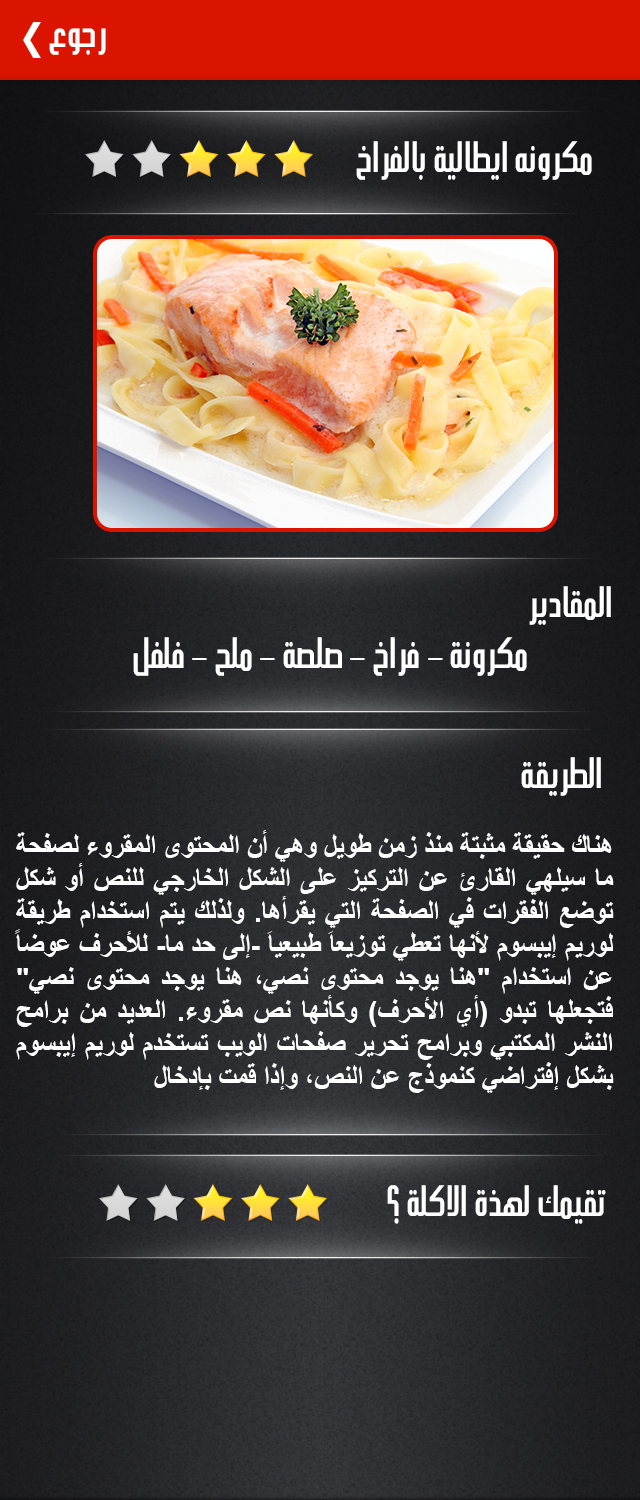 رجوع ❮
مكرونه ايطالية بالفراخ
المقادير
مكرونة – فراخ – صلصة – ملح – فلفل
الطريقة
هناك حقيقة مثبتة منذ زمن طويل وهي أن المحتوى المقروء لصفحة
ما سيلهي القارئ عن التركيز على الشكل الخارجي للنص أو شكل
توضع الفقرات في الصفحة التي يقرأها. ولذلك يتم استخدام طريقة
لوريم إيبسوم لأنها تعطي توزيعاَ طبيعياَ -إلى حد ما- للأحرف عوضاً
عن استخدام "هنا يوجد محتوى نصي، هنا يوجد محتوى نصي"
فتجعلها تبدو (أي الأحرف) وكأنها نص مقروء. العديد من برامح
النشر المكتبي وبرامح تحرير صفحات الويب تستخدم لوريم إيبسوم
بشكل إفتراضي كنموذج عن النص، وإذا قمت بإدخال
تقيمك لهذة الاكلة ؟